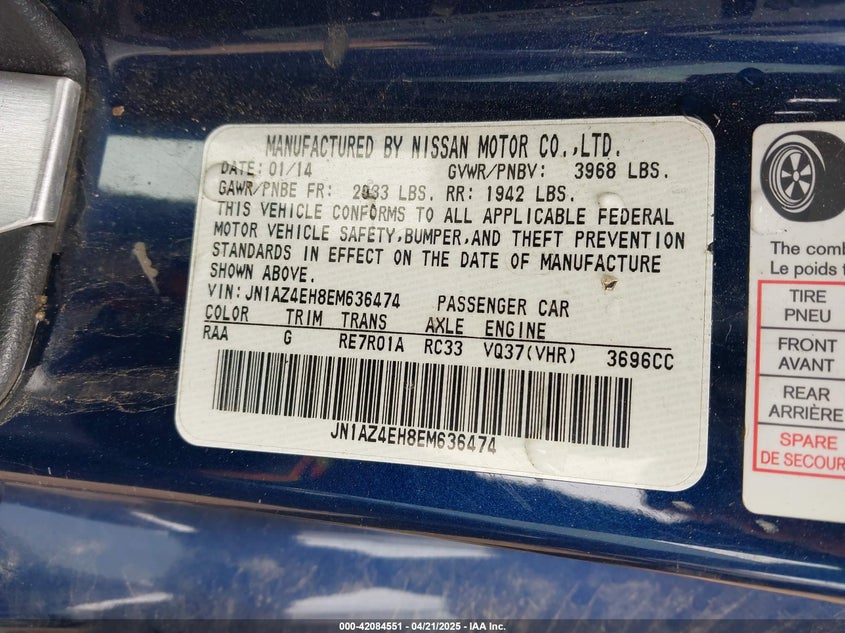 MANUFACTURED BY NISSAN MOTOR CO.,LTD.
DATE: 01/14 GVWR/PNBV: 3968 LBS.
GAWR/PNBE FR: 2033 LBS. RR: 1942 LBS.
THIS VEHICLE CONFORMS TO ALL APPLICABLE FEDERAL
MOTOR VEHICLE SAFETY,BUMPER,AND THEFT PREVENTION
STANDARDS IN EFFECT ON THE DATE OF MANUFACTURE
SHOWN ABOVE.
VIN: JN1AZ4EH8EM636474 PASSENGER CAR
COLOR TRIM TRANS AXLE ENGINE
RAA G RE7R01A RC33 VQ37(VHR) 3696CC
JN1AZ4EH8EM636474
The comb
Le poids t
TIRE
PNEU
FRONT
AVANT
REAR
ARRIÈRE
SPARE
DE SECOUR
000-42084551 / 04/21/2025 - IAA Inc.